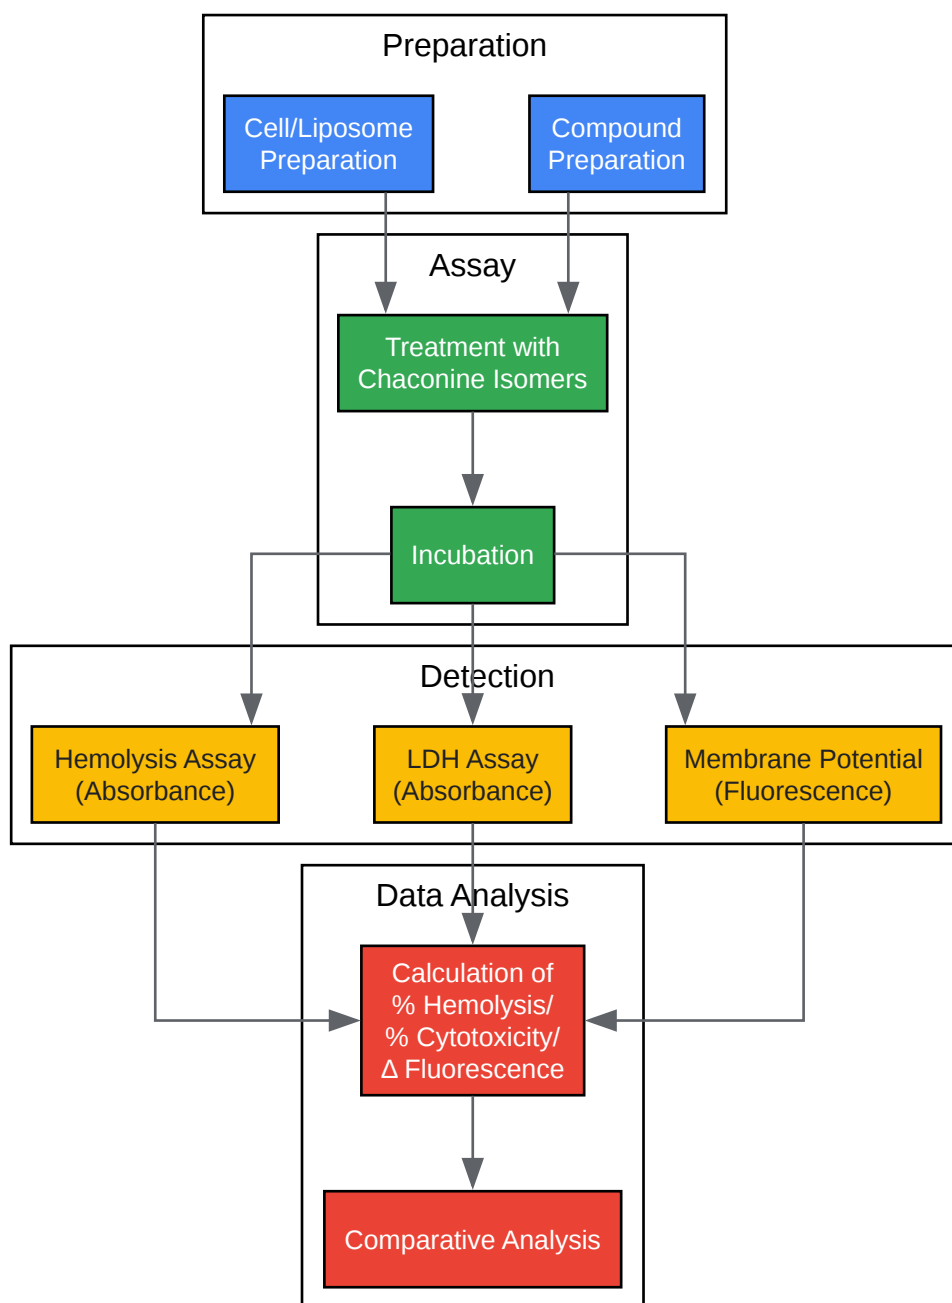 Preparation
Cell/Liposome
Preparation
Compound
Preparation
Assay
Treatment with
Chaconine Isomers
Incubation
Detection
Hemolysis Assay
(Absorbance)
LDH Assay
(Absorbance)
Membrane Potential
(Fluorescence)
Data Analysis
Calculation of
% Hemolysis/
% Cytotoxicity/
Δ Fluorescence
Comparative Analysis